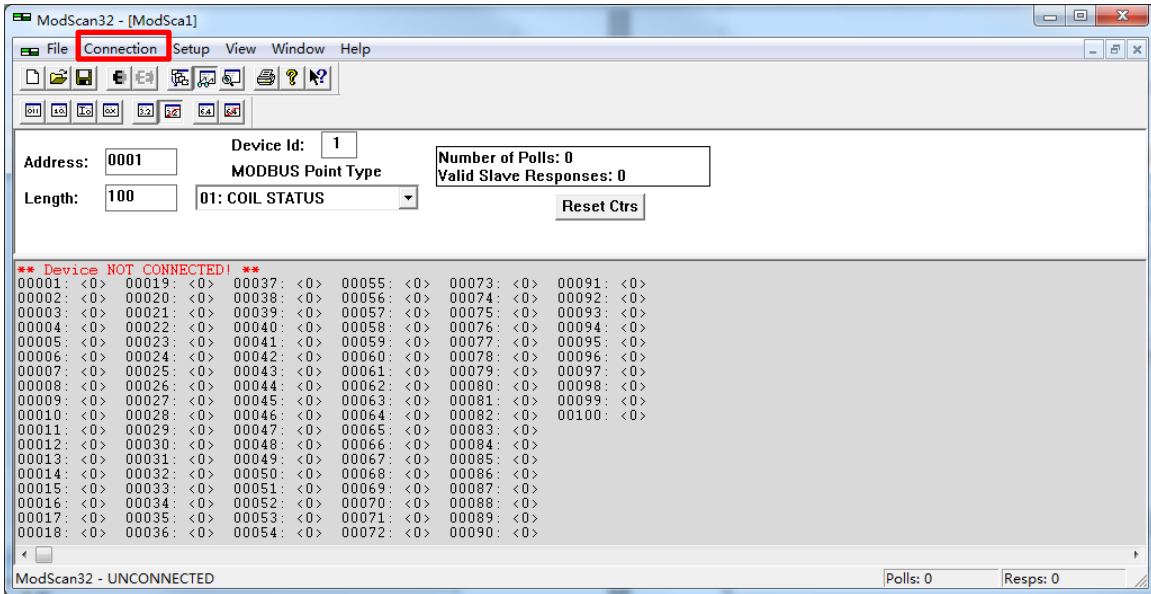 ModScan32 - [ModSca1]
File Connection Setup View Window Help
Device Id: 1
Address: 0001
MODBUS Point Type
Number of Polls: 0
Valid Slave Responses: 0
Length: 100
01: COIL STATUS
Reset Ctrs
** Device NOT CONNECTED! **
00001: <0> 00019: <0> 00037: <0> 00055: <0> 00073: <0> 00091: <0>
00002: <0> 00020: <0> 00038: <0> 00056: <0> 00074: <0> 00092: <0>
00003: <0> 00021: <0> 00039: <0> 00057: <0> 00075: <0> 00093: <0>
00004: <0> 00022: <0> 00040: <0> 00058: <0> 00076: <0> 00094: <0>
00005: <0> 00023: <0> 00041: <0> 00059: <0> 00077: <0> 00095: <0>
00006: <0> 00024: <0> 00042: <0> 00060: <0> 00078: <0> 00096: <0>
00007: <0> 00025: <0> 00043: <0> 00061: <0> 00079: <0> 00097: <0>
00008: <0> 00026: <0> 00044: <0> 00062: <0> 00080: <0> 00098: <0>
00009: <0> 00027: <0> 00045: <0> 00063: <0> 00081: <0> 00099: <0>
00010: <0> 00028: <0> 00046: <0> 00064: <0> 00082: <0> 00100: <0>
00011: <0> 00029: <0> 00047: <0> 00065: <0> 00083: <0>
00012: <0> 00030: <0> 00048: <0> 00066: <0> 00084: <0>
00013: <0> 00031: <0> 00049: <0> 00067: <0> 00085: <0>
00014: <0> 00032: <0> 00050: <0> 00068: <0> 00086: <0>
00015: <0> 00033: <0> 00051: <0> 00069: <0> 00087: <0>
00016: <0> 00034: <0> 00052: <0> 00070: <0> 00088: <0>
00017: <0> 00035: <0> 00053: <0> 00071: <0> 00089: <0>
00018: <0> 00036: <0> 00054: <0> 00072: <0> 00090: <0>
ModScan32 - UNCONNECTED
Polls: 0
Resps: 0